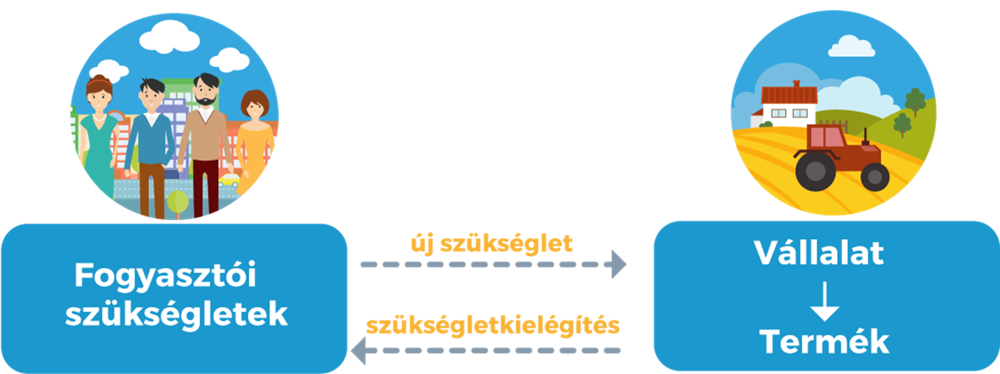 Fogyasztói
szükségletek
új szükséglet
szükségletkielégítés
Vállalat
Termék